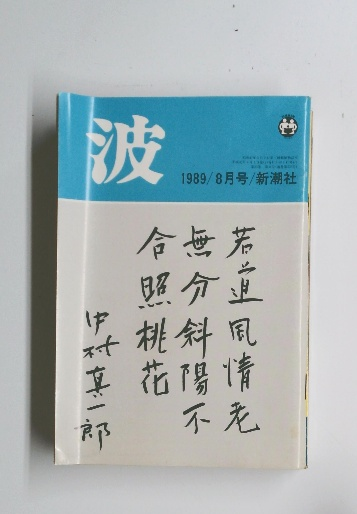 波
1989/8月号/新潮社
若道風情老
無分斜陽不
合照桃花
中村真一郎